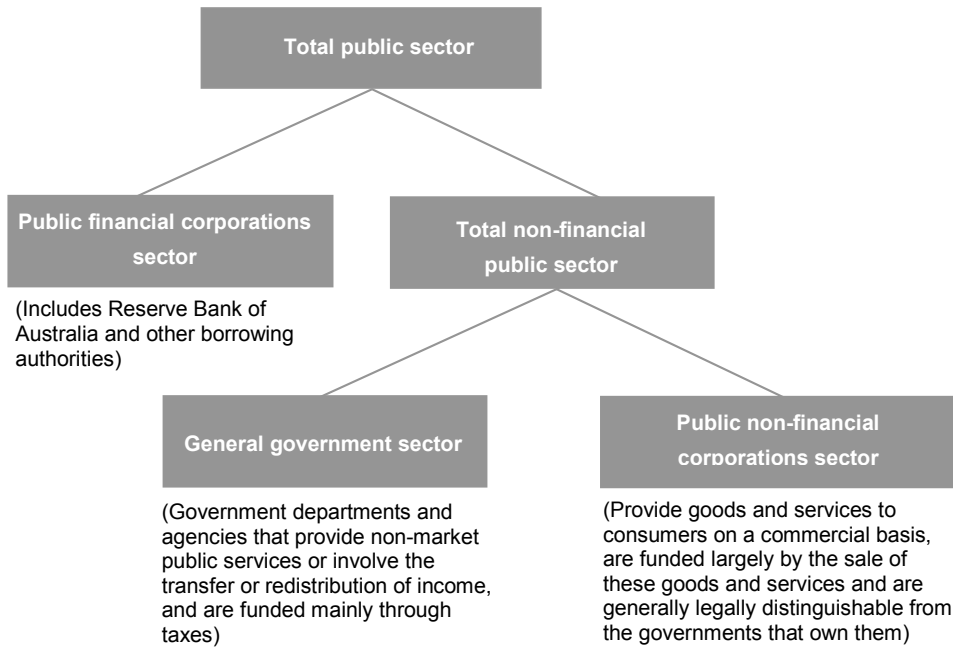 Total public sector
Public financial corporations
sector
Total non-financial
public sector
(Includes Reserve Bank of
Australia and other borrowing
authorities)
General government sector
Public non-financial
corporations sector
(Government departments and
agencies that provide non-market
public services or involve the
transfer or redistribution of income,
and are funded mainly through
taxes)
(Provide goods and services to
consumers on a commercial basis,
are funded largely by the sale of
these goods and services and are
generally legally distinguishable from
the governments that own them)